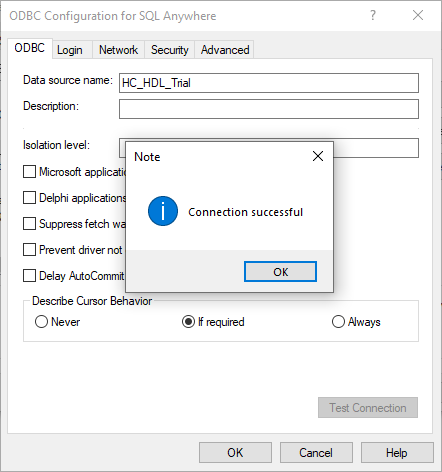 ODBC Configuration for SQL Anywhere
ODBC Login Network Security Advanced
Data source name: HC_HDL_Trial
Description:
Isolation level:
Note
Connection successful
OK
Microsoft applicatio
Delphi applications
Suppress fetch wa
Prevent driver not
Delay AutoCommit
Describe Cursor Behavior
Never If required Always
Test Connection
OK Cancel Help